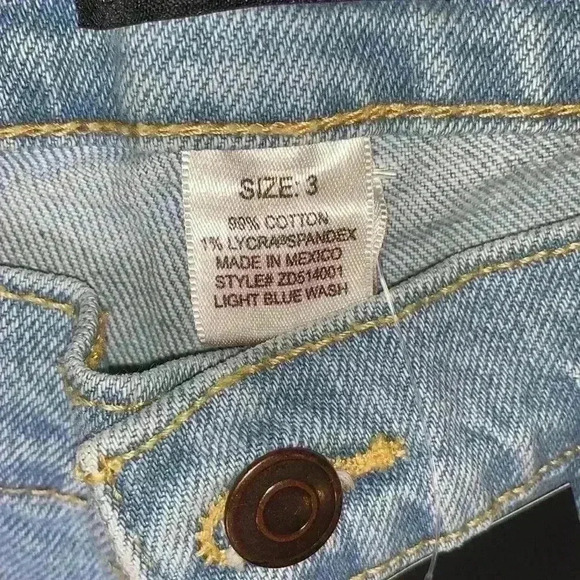 SIZE: 3
99% COTTON
1% LYCRA®SPANDEX
MADE IN MEXICO
STYLE# ZD514001
LIGHT BLUE WASH